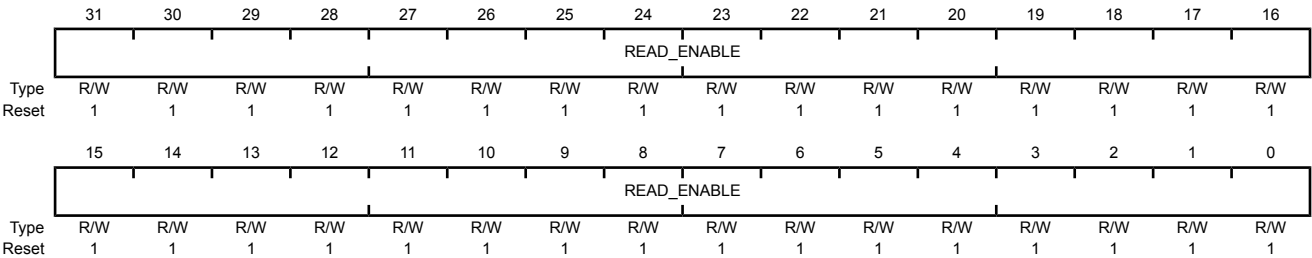 31 30 29 28 27 26 25 24 23 22 21 20 19 18 17 16
READ_ENABLE
Type R/W R/W R/W R/W R/W R/W R/W R/W R/W R/W R/W R/W R/W R/W R/W R/W
Reset 1 1 1 1 1 1 1 1 1 1 1 1 1 1 1 1
15 14 13 12 11 10 9 8 7 6 5 4 3 2 1 0
READ_ENABLE
Type R/W R/W R/W R/W R/W R/W R/W R/W R/W R/W R/W R/W R/W R/W R/W R/W
Reset 1 1 1 1 1 1 1 1 1 1 1 1 1 1 1 1